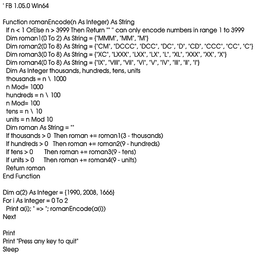 ' FB 1.05.0 Win64
Function romanEncode(n As Integer) As String
If n < 1 OrElse n > 3999 Then Return "" ' can only encode numbers in range 1 to 3999
Dim roman1(0 To 2) As String = {"MMM", "MM", "M"}
Dim roman2(0 To 8) As String = {"CM", "DCCC", "DCC", "DC", "D", "CD", "CCC", "CC", "C"}
Dim roman3(0 To 8) As String = {"XC", "LXXX", "LXX", "LX", "L", "XL", "XXX", "XX", "X"}
Dim roman4(0 To 8) As String = {"IX", "VIII", "VII", "VI", "V", "IV", "III", "II", "I"}
Dim As Integer thousands, hundreds, tens, units
thousands = n \ 1000
n Mod= 1000
hundreds = n \ 100
n Mod= 100
tens = n \ 10
units = n Mod 10
Dim roman As String = ""
If thousands > 0 Then roman += roman1(3 - thousands)
If hundreds > 0 Then roman += roman2(9 - hundreds)
If tens > 0 Then roman += roman3(9 - tens)
If units > 0 Then roman += roman4(9 - units)
Return roman
End Function
Dim a(2) As Integer = {1990, 2008, 1666}
For i As Integer = 0 To 2
Print a(i); " => "; romanEncode(a(i))
Next
Print
Print "Press any key to quit"
Sleep